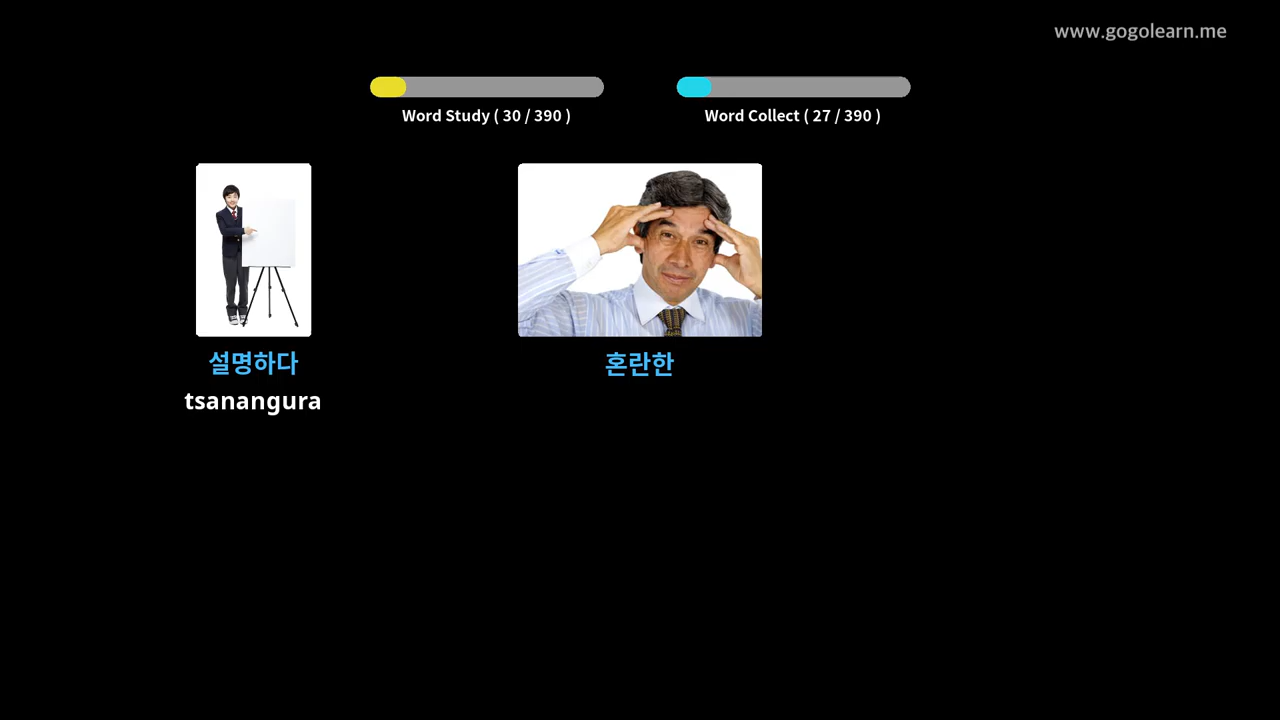 www.gogolearn.me
Word Study ( 30 / 390 )
Word Collect ( 27 / 390 )
설명하다
tsanangura
혼란한